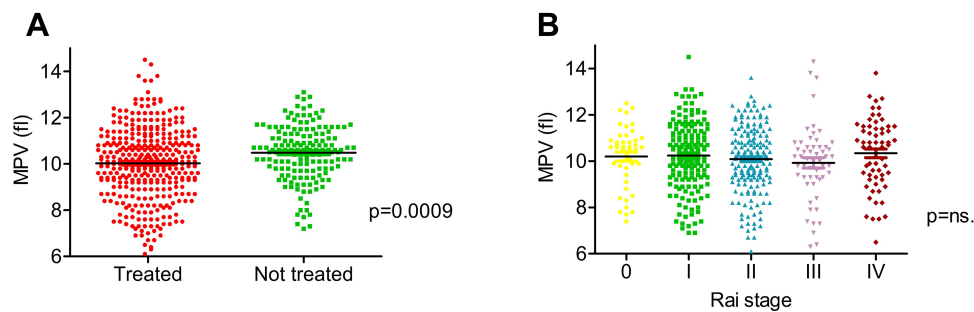 A
MPV (fl)
14
12
10
8
6
Treated
Not treated
p=0.0009
B
MPV (fl)
14
12
10
8
6
0
I
II
III
IV
Rai stage
p=ns.